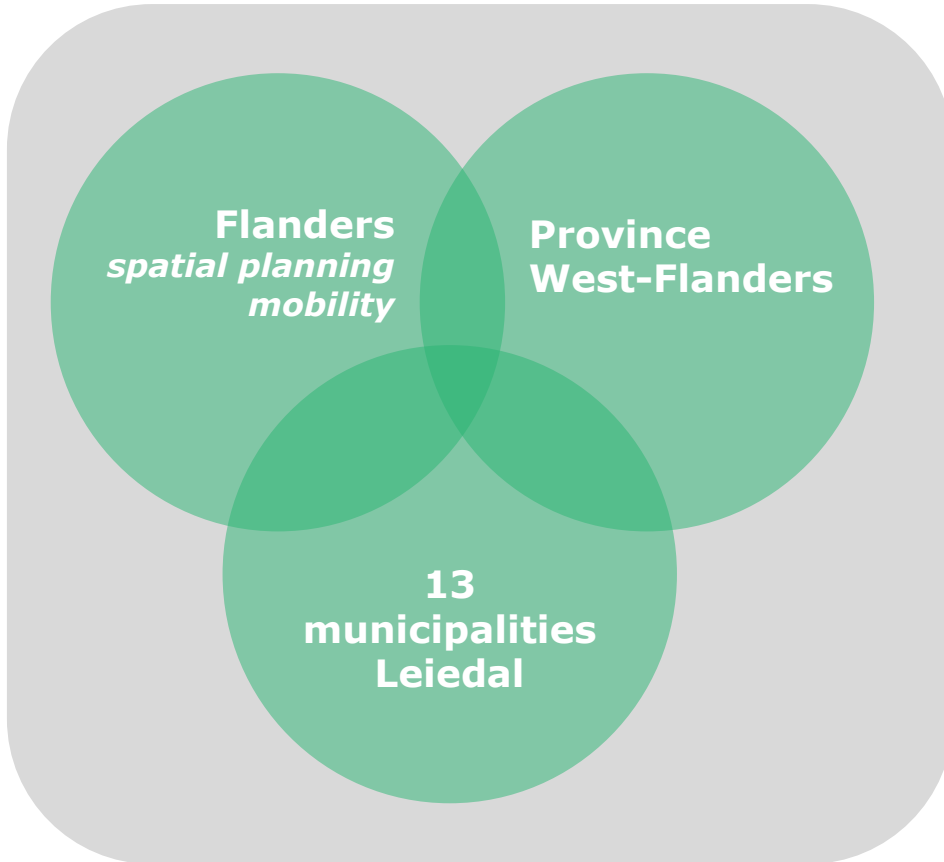 Flanders
spatial planning
mobility
Province
West-Flanders
13
municipalities
Leiedal